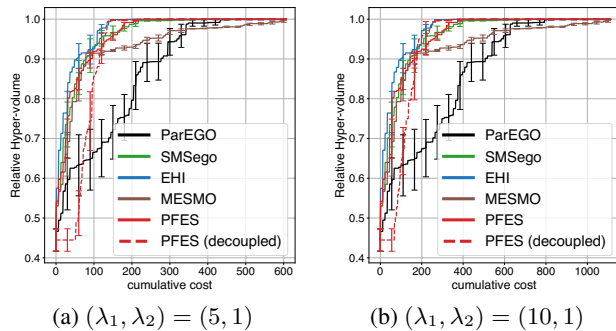 1.0
0.9
0.8
0.7
0.6
0.5
0.4
Relative Hyper-volume
ParEGO
SMSego
EHI
MESMO
PFES
PFES (decoupled)
0 100 200 300 400 500 600
cumulative cost
(a) (λ₁, λ₂) = (5, 1)
1.0
0.9
0.8
0.7
0.6
0.5
0.4
Relative Hyper-volume
ParEGO
SMSego
EHI
MESMO
PFES
PFES (decoupled)
0 200 400 600 800 1000
cumulative cost
(b) (λ₁, λ₂) = (10, 1)